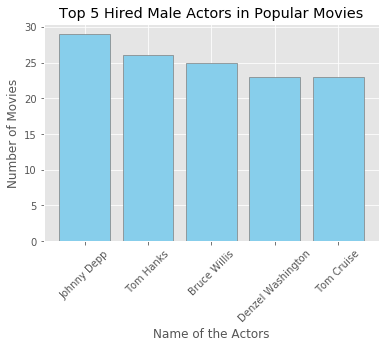 Top 5 Hired Male Actors in Popular Movies
Number of Movies
30
25
20
15
10
5
0
Johnny Depp
Tom Hanks
Bruce Willis
Denzel Washington
Tom Cruise
Name of the Actors